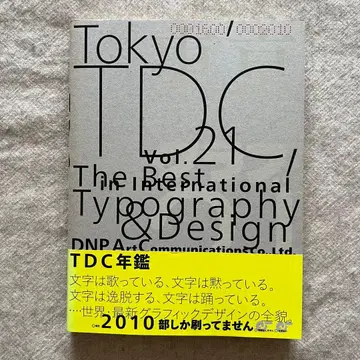 0001600/0002010
Tokyo
TDC,
Vol.21
The Best
in International
Typography
& Design
DNP Art Communications Co.,Ltd.
TDC年鑑
文字は歌っている、文字は黙っている。
文字は逸脱する、文字は踊っている。
……世界・最新グラフィックデザインの全貌
2010部しか刷ってません